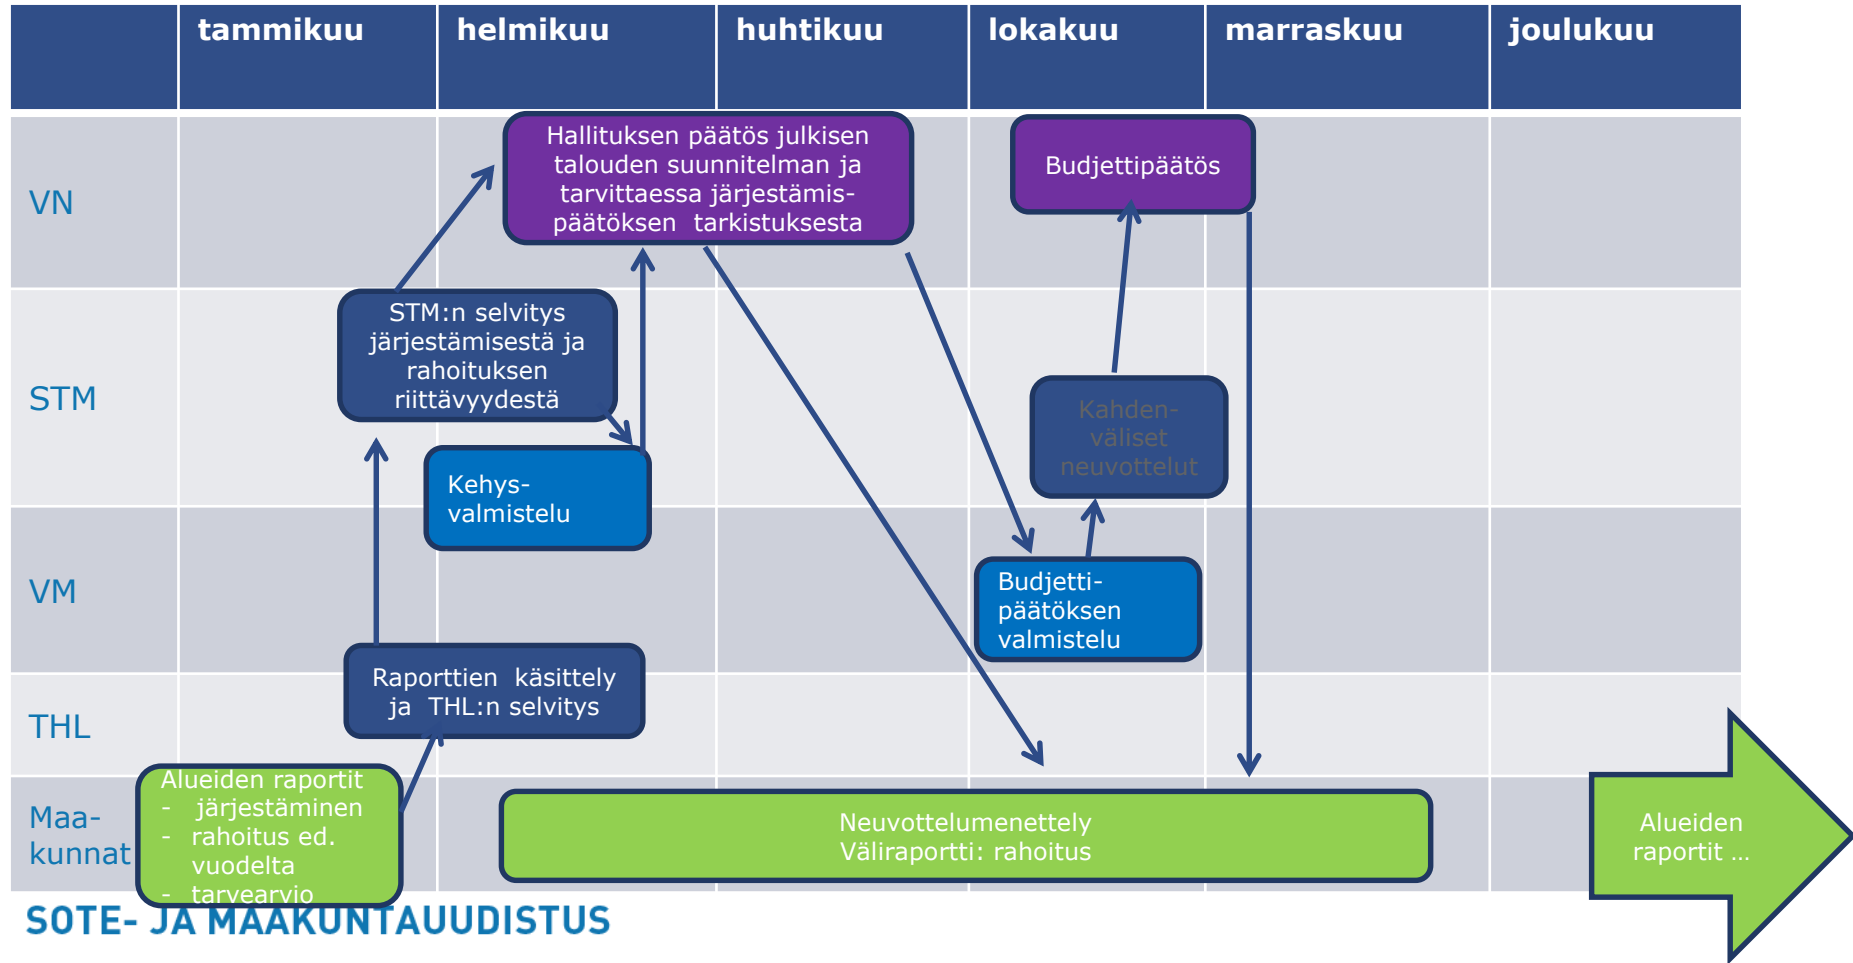 tammikuu
helmikuu
huhtikuu
lokakuu
marraskuu
joulukuu
VN
Hallituksen päätös julkisen
talouden suunnitelman ja
tarvittaessa järjestämis-
päätöksen tarkistuksesta
Budjettipäätös
STM
STM:n selvitys
järjestämisestä ja
rahoituksen
riittävyydestä
Kahden-
väliset
neuvottelut
Kehys-
valmistelu
VM
Budjetti-
päätöksen
valmistelu
THL
Raporttien käsittely
ja THL:n selvitys
Maa-
kunnat
Alueiden raportit
- järjestäminen
- rahoitus ed.
vuodelta
- tarvearvio
Neuvottelumenettely
Väliraportti: rahoitus
Alueiden
raportit ...
SOTE- JA MAAKUNTAUUDISTUS